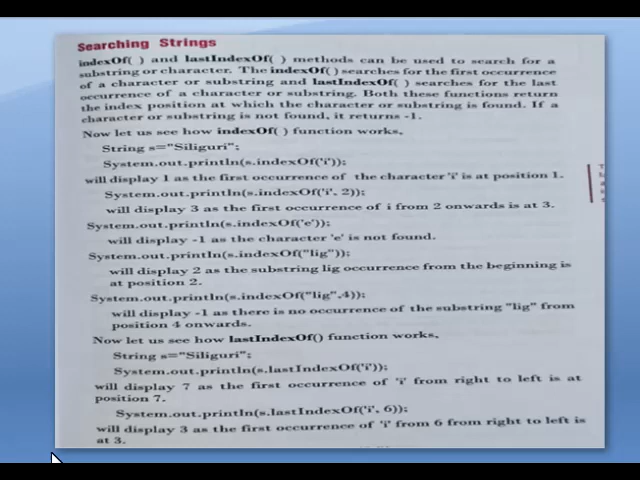 Searching Strings
indexOf( ) and lastIndexOf( ) methods can be used to search for a
substring or character. The indexOf( ) searches for the first occurrence
of a character or substring and lastIndexOf( ) searches for the last
occurrence of a character or substring. Both these functions return
the index position at which the character or substring is found. If a
character or substring is not found, it returns -1.
Now let us see how indexOf( ) function works,
String s="Siliguri";
System.out.println(s.indexOf('i'));
will display 1 as the first occurrence of the character 'i' is at position 1.
System.out.println(s.indexOf('i', 2));
will display 3 as the first occurrence of i from 2 onwards is at 3.
System.out.println(s.indexOf('e'));
will display -1 as the character 'e' is not found.
System.out.println(s.indexOf("lig"));
will display 2 as the substring lig occurrence from the beginning is
at position 2.
System.out.println(s.indexOf("lig",4));
will display -1 as there is no occurrence of the substring "lig" from
position 4 onwards.
Now let us see how lastIndexOf() function works,
String s="Siliguri";
System.out.println(s.lastIndexOf('i'));
will display 7 as the first occurrence of 'i' from right to left is at
position 7.
System.out.println(s.lastIndexOf('i', 6));
will display 3 as the first occurrence of 'i' from 6 from right to left is
at 3.